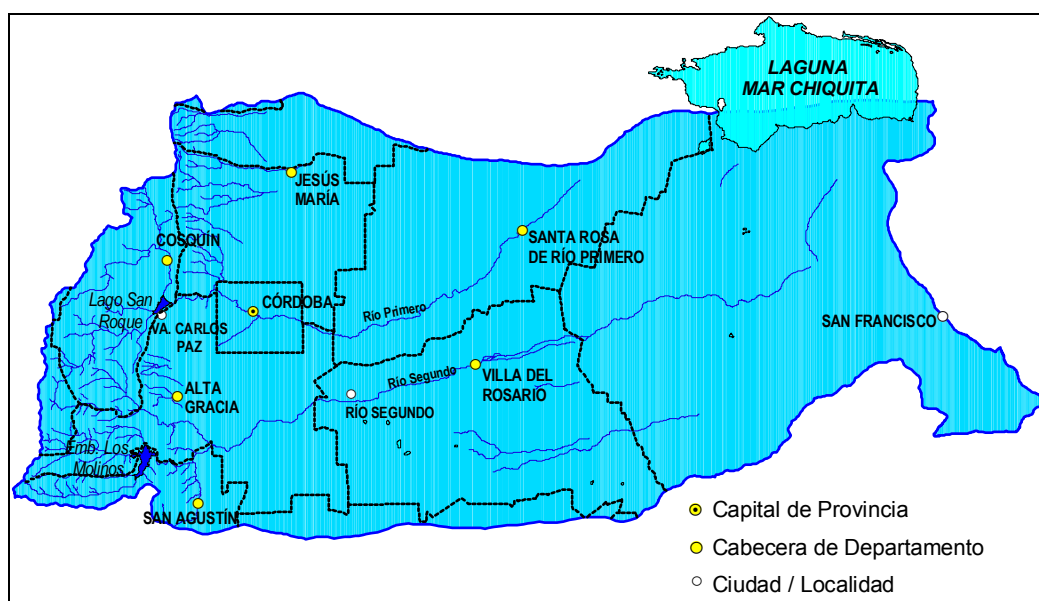 LAGUNA
MAR CHIQUITA
JESÚS
MARÍA
COSQUÍN
SANTA ROSA
DE RÍO PRIMERO
Lago San
Roque
CÓRDOBA
Río Primero
VA. CARLOS
PAZ
SAN FRANCISCO
Río Segundo
VILLA DEL
ROSARIO
ALTA
GRACIA
RÍO SEGUNDO
Emb. Los
Molinos
SAN AGUSTÍN
Capital de Provincia
Cabecera de Departamento
Ciudad / Localidad